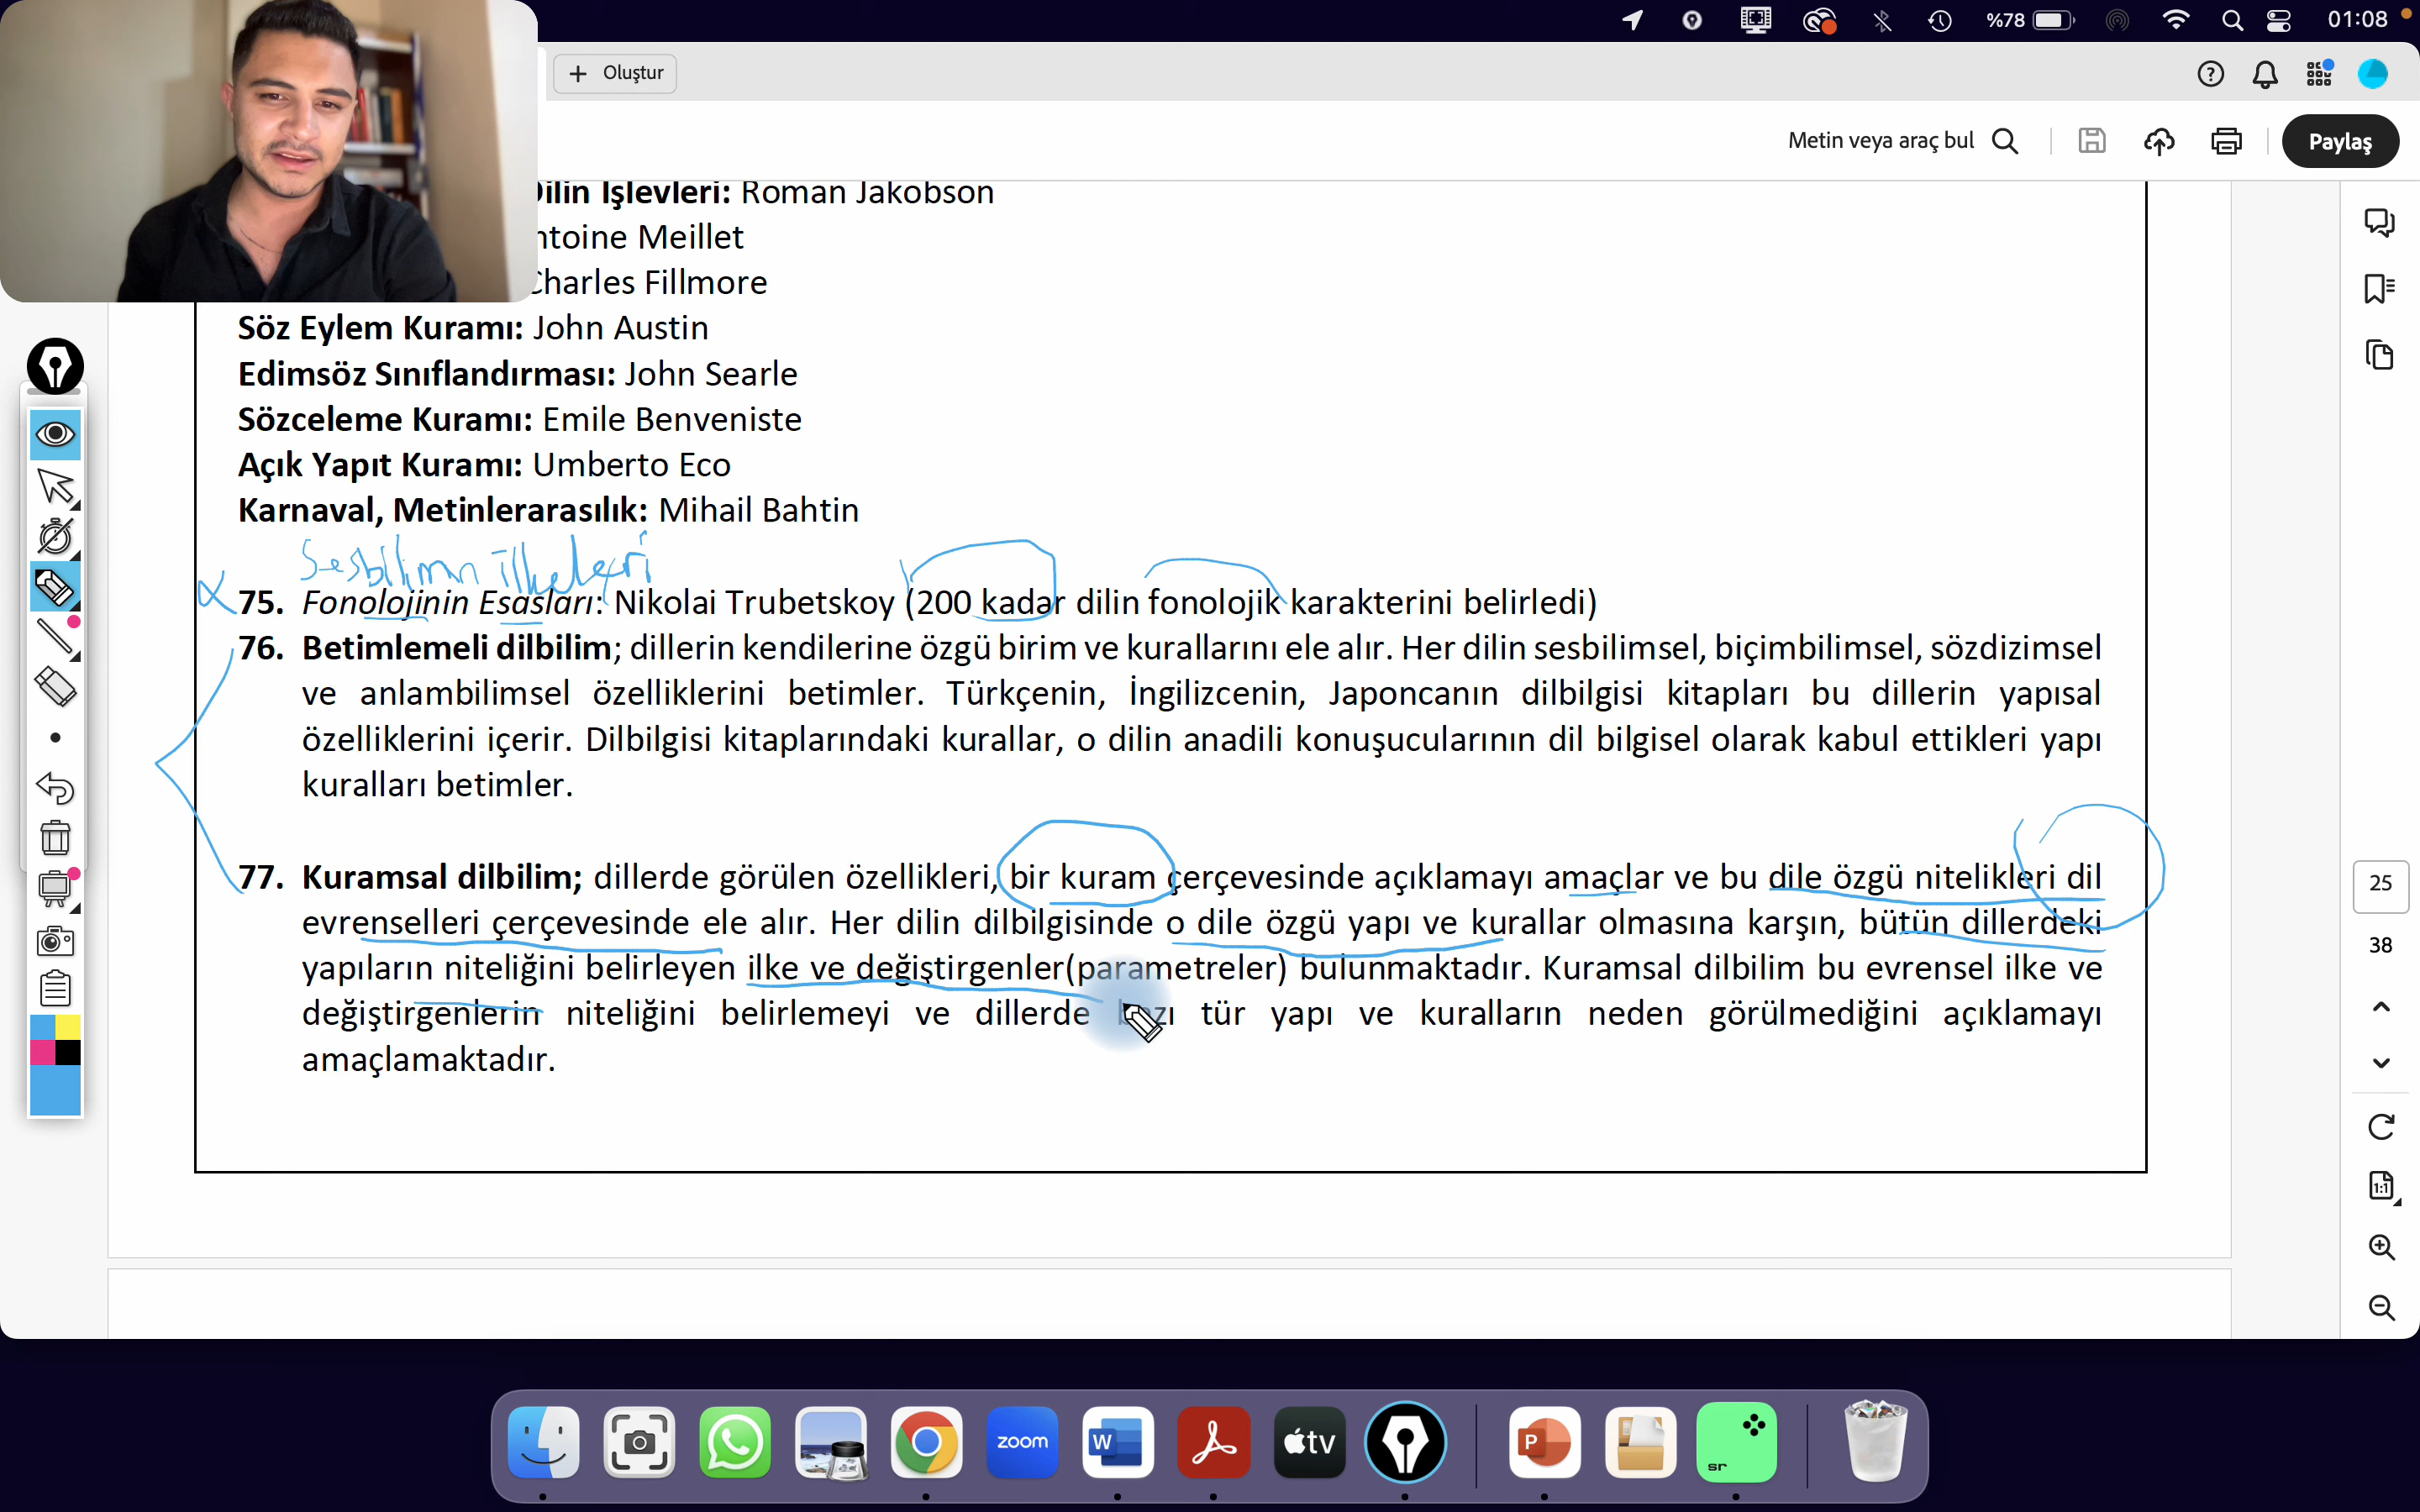 %78
01:08
+ Oluştur
Metin veya araç bul
Paylaş
Dilin İşlevleri: Roman Jakobson
ntoine Meillet
Charles Fillmore
Söz Eylem Kuramı: John Austin
Edimsöz Sınıflandırması: John Searle
Sözceleme Kuramı: Emile Benveniste
Açık Yapıt Kuramı: Umberto Eco
Karnaval, Metinlerarasılık: Mihail Bahtin
Sesbilimin ilkeleri
75. Fonolojinin Esasları: Nikolai Trubetskoy (200 kadar dilin fonolojik karakterini belirledi)
76. Betimlemeli dilbilim; dillerin kendilerine özgü birim ve kurallarını ele alır. Her dilin sesbilimsel, biçimbilimsel, sözdizimsel
ve anlambilimsel özelliklerini betimler. Türkçenin, İngilizcenin, Japoncanın dilbilgisi kitapları bu dillerin yapısal
özelliklerini içerir. Dilbilgisi kitaplarındaki kurallar, o dilin anadili konuşucularının dil bilgisel olarak kabul ettikleri yapı
kuralları betimler.
77. Kuramsal dilbilim; dillerde görülen özellikleri, bir kuram çerçevesinde açıklamayı amaçlar ve bu dile özgü nitelikleri dil
evrenselleri çerçevesinde ele alır. Her dilin dilbilgisinde o dile özgü yapı ve kurallar olmasına karşın, bütün dillerdeki
yapıların niteliğini belirleyen ilke ve değiştirgenler(parametreler) bulunmaktadır. Kuramsal dilbilim bu evrensel ilke ve
değiştirgenlerin niteliğini belirlemeyi ve dillerde bazı tür yapı ve kuralların neden görülmediğini açıklamayı
amaçlamaktadır.
25
38
1:1
zoom
W
tv
P
sr